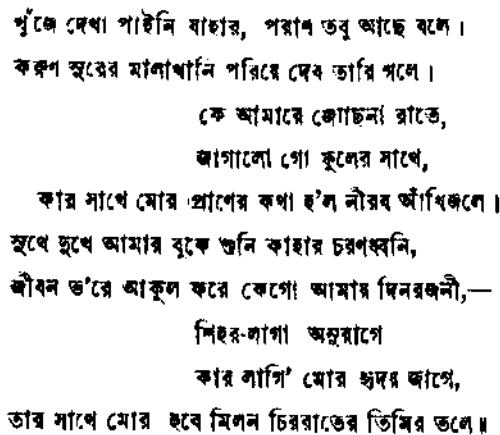 খুঁজে দেখা পাইনি যাহার, পরাণ তবু আছে বলে।
করুণ সুরের মালাখানি পরিয়ে দেব তারি গলে।
কে আমারে জোছনা রাতে,
জাগালো গো ফুলের সাথে,
কার সাথে মোর প্রাণের কথা হ'ল নীরব আঁখিজলে।
সুখে দুখে আমার বুকে শুনি কাহার চরণধ্বনি,
জীবন ভ'রে আকুল করে কেগো আমার দিনরজনী,—
শিহর-লাগা অনুরাগে
কার লাগি' মোর হৃদয় জাগে,
তার সাথে মোর হবে মিলন চিররাতের তিমির তলে॥